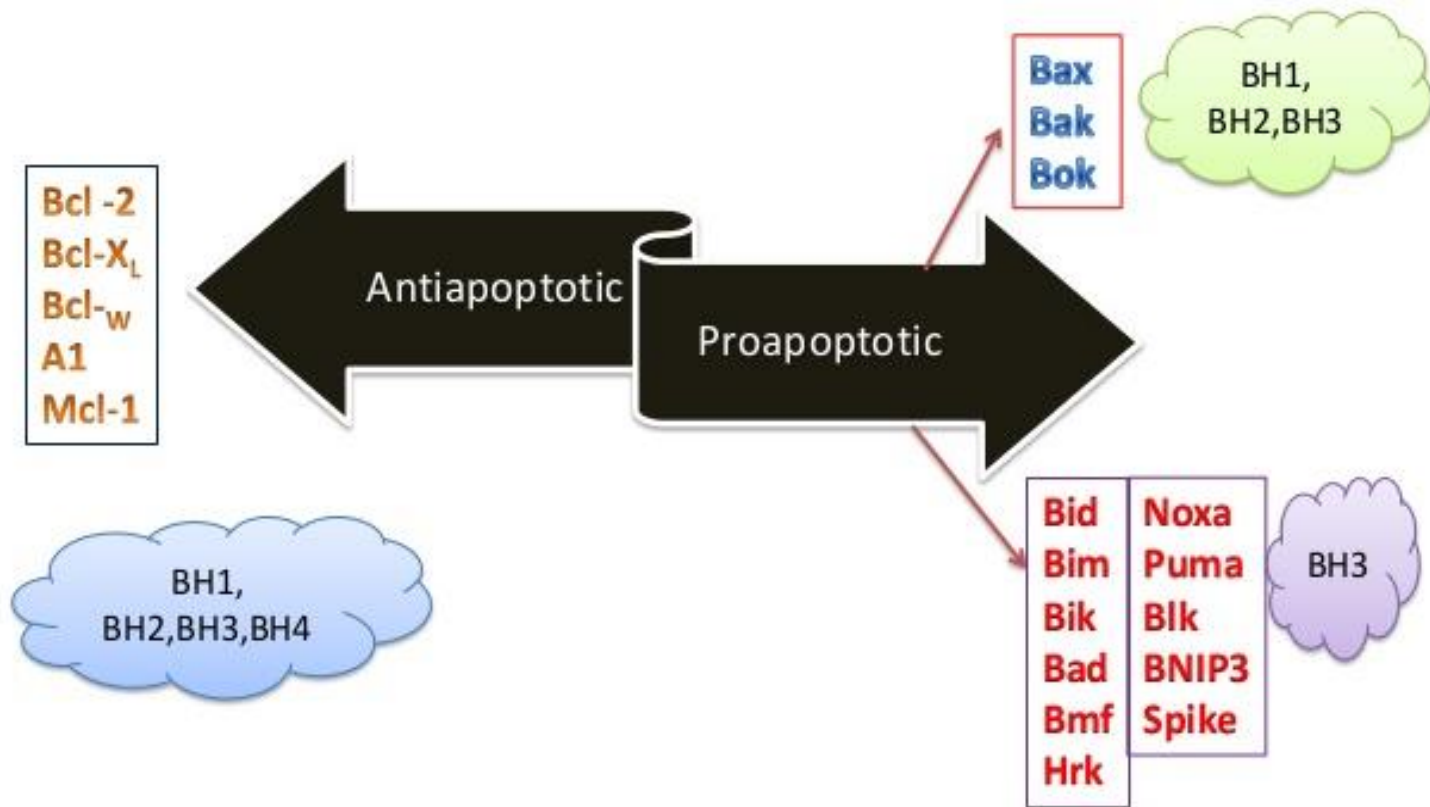 Bax
Bak
Bok
BH1,
BH2,BH3
Bcl -2
Bcl-XL
Bcl-w
A1
Mcl-1
Antiapoptotic
Proapoptotic
BH1,
BH2,BH3,BH4
Bid
Bim
Bik
Bad
Bmf
Hrk
Noxa
Puma
Blk
BNIP3
Spike
BH3